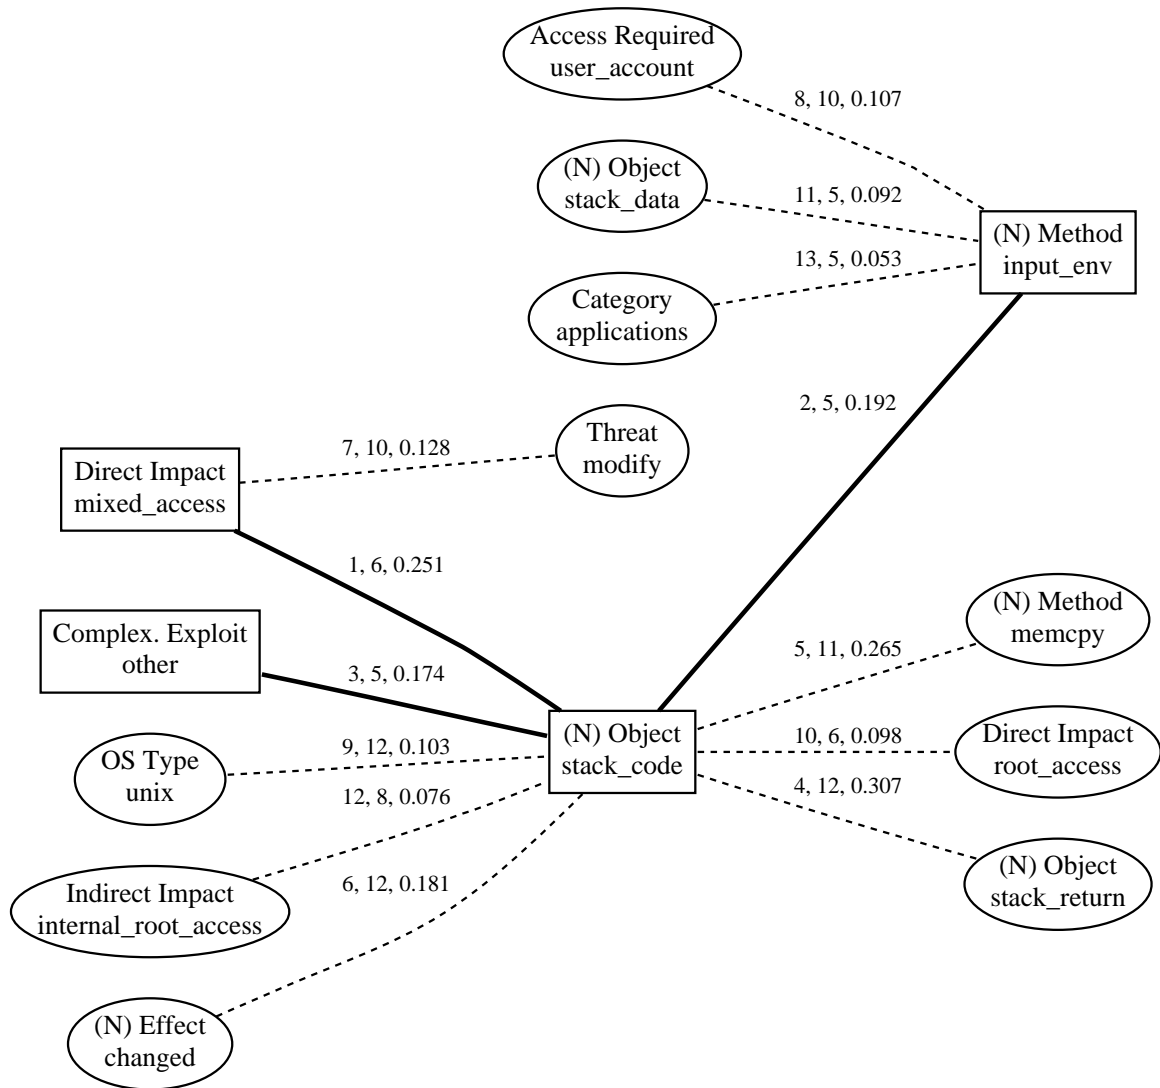 Access Required
user_account
8, 10, 0.107
(N) Object
stack_data
11, 5, 0.092
(N) Method
input_env
13, 5, 0.053
Category
applications
2, 5, 0.192
Threat
modify
7, 10, 0.128
Direct Impact
mixed_access
1, 6, 0.251
(N) Method
memcpy
Complex. Exploit
other
5, 11, 0.265
3, 5, 0.174
(N) Object
stack_code
10, 6, 0.098
Direct Impact
root_access
9, 12, 0.103
OS Type
unix
4, 12, 0.307
12, 8, 0.076
(N) Object
stack_return
6, 12, 0.181
Indirect Impact
internal_root_access
(N) Effect
changed